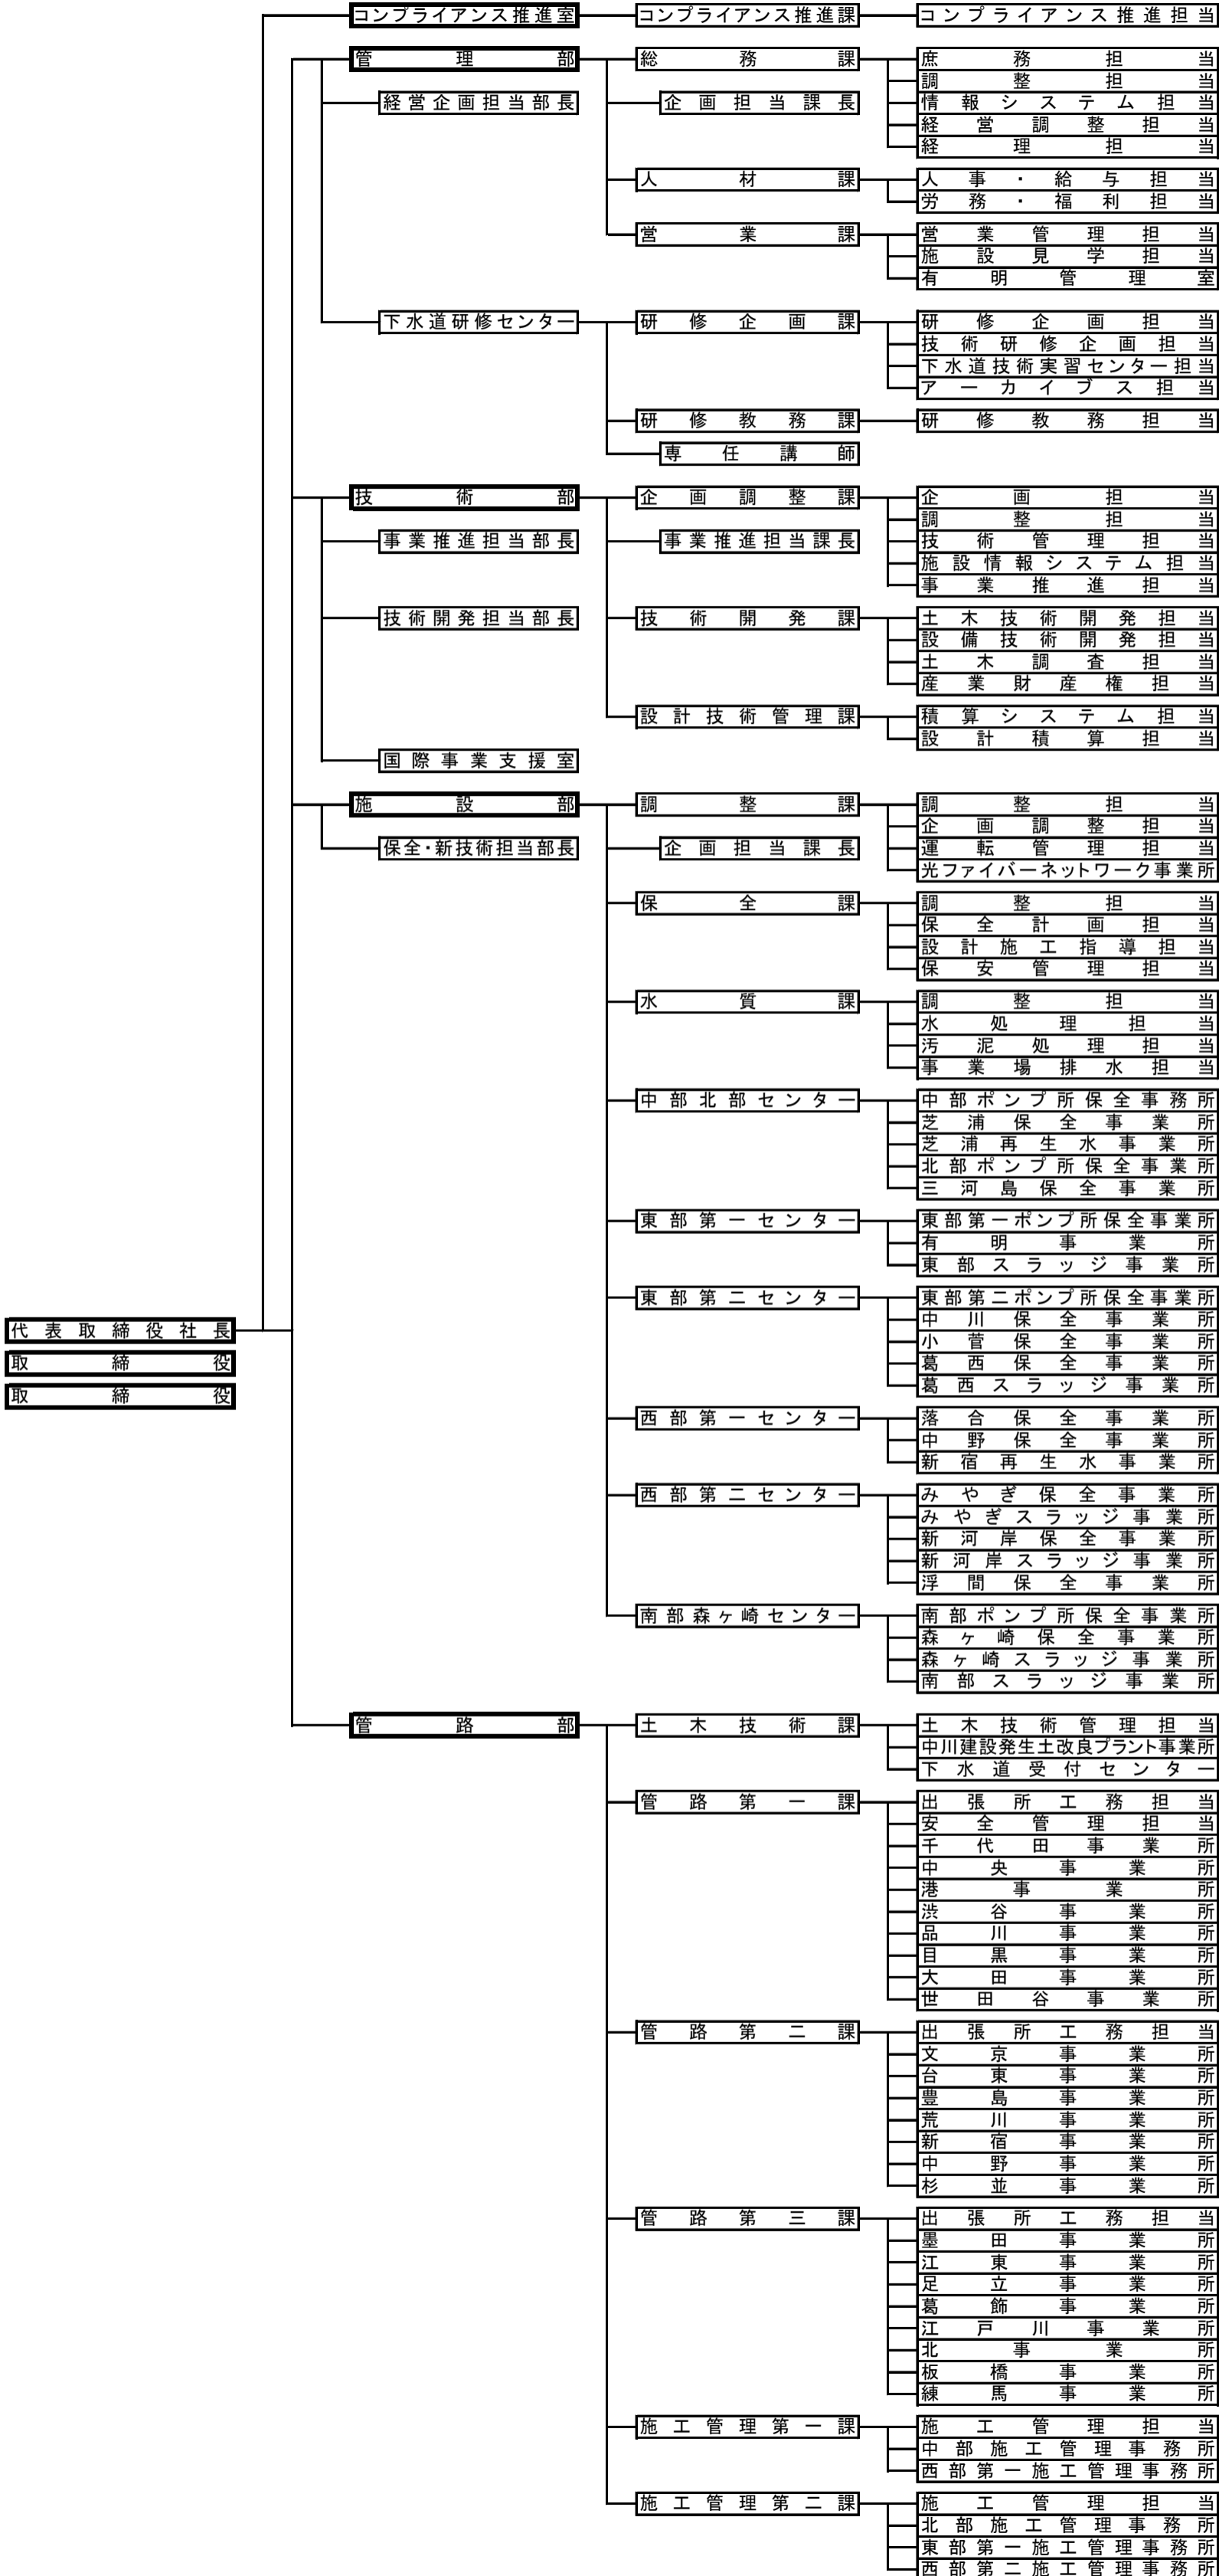 コンプライアンス推進室
コンプライアンス推進課
コンプライアンス推進担当
管理部
総務課
庶務担当
調整担当
経営企画担当部長
企画担当課長
情報システム担当
経営調整担当
経理担当
人材課
人事・給与担当
労務・福利担当
営業課
営業管理担当
施設見学担当
有明管理室
下水道研修センター
研修企画課
研修企画担当
技術研修企画担当
下水道技術実習センター担当
アーカイブス担当
研修教務課
研修教務担当
専任講師
技術部
企画調整課
企画担当
調整担当
事業推進担当部長
事業推進担当課長
技術管理担当
施設情報システム担当
事業推進担当
技術開発担当部長
技術開発課
土木技術開発担当
設備技術開発担当
土木調査担当
産業財産権担当
設計技術管理課
積算システム担当
設計積算担当
国際事業支援室
施設部
調整課
調整担当
企画調整担当
保全・新技術担当部長
企画担当課長
運転管理担当
光ファイバーネットワーク事業所
保全課
調整担当
保全計画担当
設計施工指導担当
保安管理担当
水質課
調整担当
水処理担当
汚泥処理担当
事業場排水担当
中部北部センター
中部ポンプ所保全事務所
芝浦保全事業所
芝浦再生水事業所
北部ポンプ所保全事業所
三河島保全事業所
東部第一センター
東部第一ポンプ所保全事業所
有明事業所
東部スラッジ事業所
東部第二センター
東部第二ポンプ所保全事業所
中川保全事業所
小菅保全事業所
葛西保全事業所
葛西スラッジ事業所
代表取締役社長
取締役
取締役
西部第一センター
落合保全事業所
中野保全事業所
新宿再生水事業所
西部第二センター
みやぎ保全事業所
みやぎスラッジ事業所
新河岸保全事業所
新河岸スラッジ事業所
浮間保全事業所
南部森ヶ崎センター
南部ポンプ所保全事業所
森ヶ崎保全事業所
森ヶ崎スラッジ事業所
南部スラッジ事業所
管路部
土木技術課
土木技術管理担当
中川建設発生土改良プラント事業所
下水道受付センター
管路第一課
出張所工務担当
安全管理担当
千代田事業所
中央事業所
港事業所
渋谷事業所
品川事業所
目黒事業所
大田事業所
世田谷事業所
管路第二課
出張所工務担当
文京事業所
台東事業所
豊島事業所
荒川事業所
新宿事業所
中野事業所
杉並事業所
管路第三課
出張所工務担当
墨田事業所
江東事業所
足立事業所
葛飾事業所
江戸川事業所
北事業所
板橋事業所
練馬事業所
施工管理第一課
施工管理担当
中部施工管理事務所
西部第一施工管理事務所
施工管理第二課
施工管理担当
北部施工管理事務所
東部第一施工管理事務所
西部第二施工管理事務所